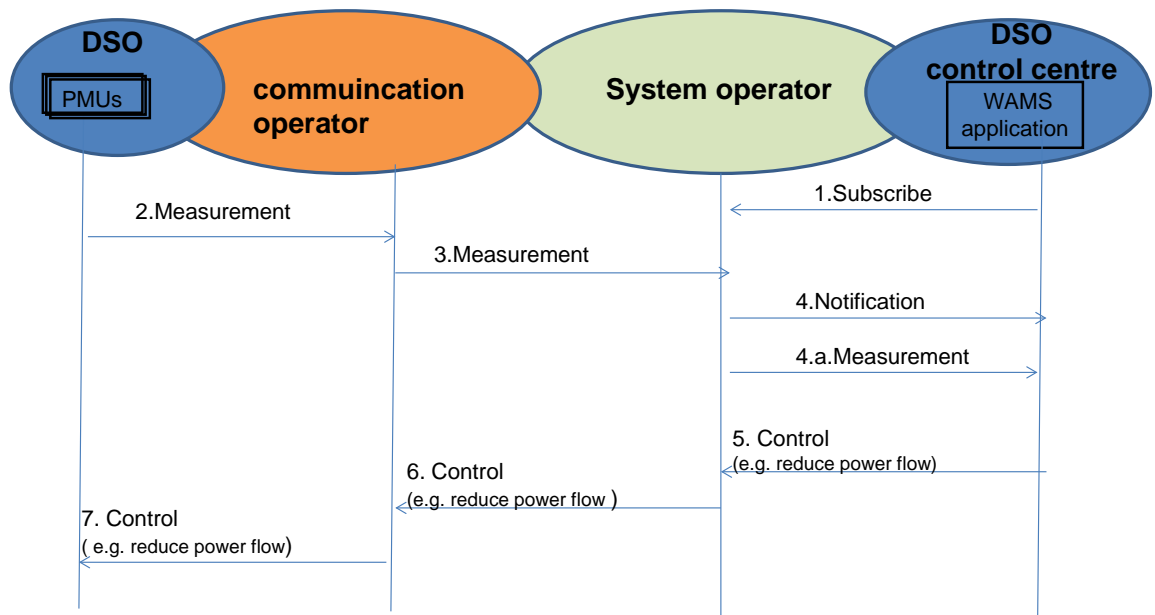 DSO
PMUs
commuincation
operator
System operator
DSO
control centre
WAMS
application
1.Subscribe
2.Measurement
3.Measurement
4.Notification
4.a.Measurement
5. Control
(e.g. reduce power flow)
6. Control
(e.g. reduce power flow )
7. Control
( e.g. reduce power flow)